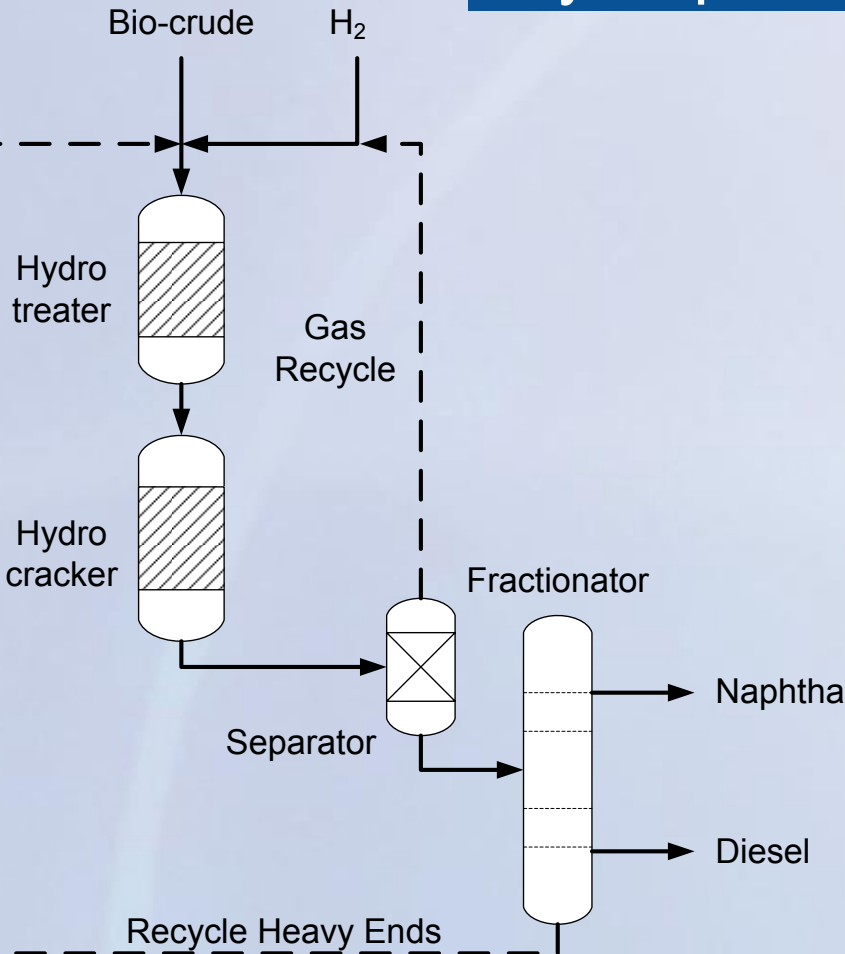 Bio-crude
H₂
Hydro
treater
Gas
Recycle
Hydro
cracker
Fractionator
Naphtha
Separator
Diesel
Recycle Heavy Ends